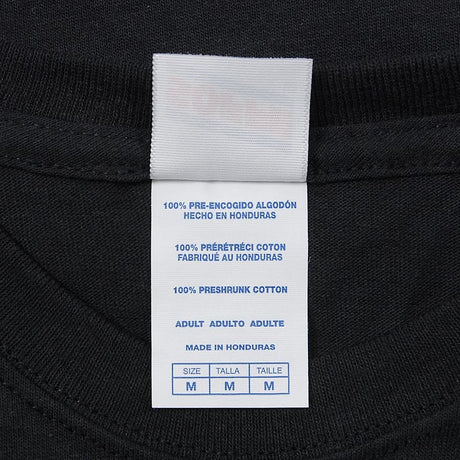 100% PRE-ENCOGIDO ALGODÓN
HECHO EN HONDURAS
100% PRÉRÉTRÉCI COTON
FABRIQUÉ AU HONDURAS
100% PRESHRUNK COTTON
ADULT ADULTO ADULTE
MADE IN HONDURAS
SIZE TALLA TAILLE
M M M